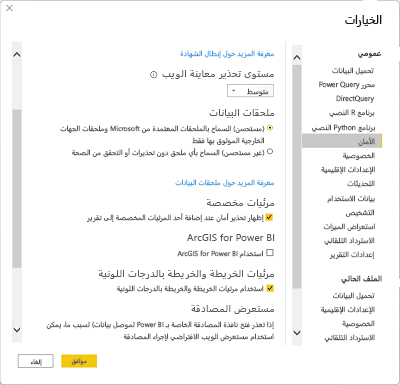 الخيارات
عمومي
تحميل البيانات
محرر Power Query
DirectQuery
برنامج R النصي
برنامج Python النصي
الأمان
الخصوصية
الإعدادات الإقليمية
التحديثات
بيانات الاستخدام
التشخيص
استعراض الميزات
الاسترداد التلقائي
إعدادات التقرير
الملف الحالي
تحميل البيانات
الإعدادات الإقليمية
الخصوصية
الاسترداد التلقائي
معرفة المزيد حول إبطال الشهادة
مستوى تحذير معاينة الويب
متوسط
ملحقات البيانات
(مستحسن) السماح بالملحقات المعتمدة من Microsoft وملحقات الجهات
الخارجية الموثوق بها فقط
(غير مستحسن) السماح بأي ملحق دون تحذيرات أو التحقق من الصحة
معرفة المزيد حول ملحقات البيانات
مرئيات مخصصة
إظهار تحذير أمان عند إضافة أحد المرئيات المخصصة إلى تقرير
ArcGIS for Power BI
استخدام ArcGIS for Power BI
مرئيات الخريطة والخريطة بالدرجات اللونية
استخدام مرئيات الخريطة والخريطة بالدرجات اللونية
مستعرض المصادقة
إذا تعذر فتح نافذة المصادقة الخاصة بـ Power BI (موصل بيانات) لسبب ما، يمكن
استخدام مستعرض الويب الافتراضي لإجراء المصادقة
موافق
إلغاء